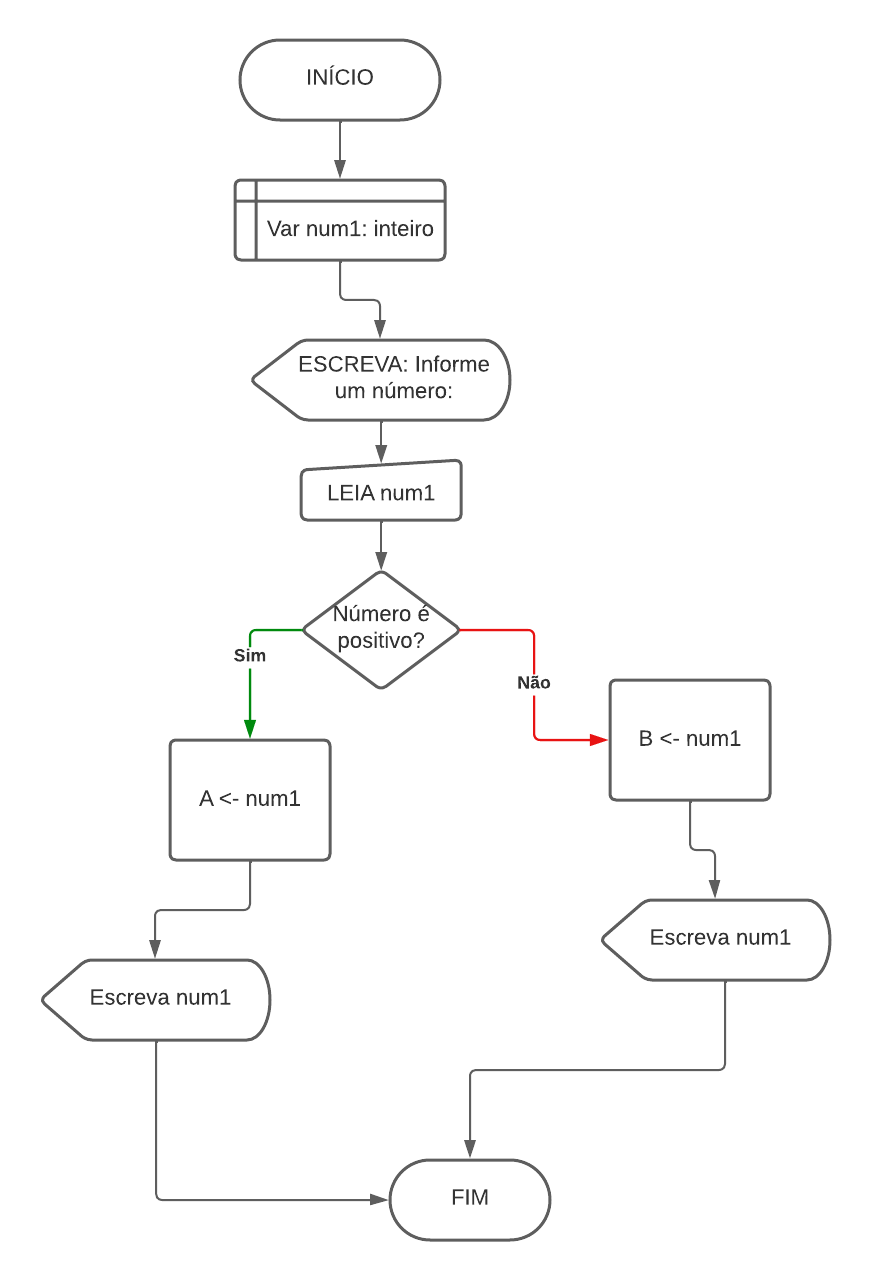 INÍCIO
Var num1: inteiro
ESCREVA: Informe
um número:
LEIA num1
Número é
positivo?
Sim
Não
A <- num1
B <- num1
Escreva num1
Escreva num1
FIM